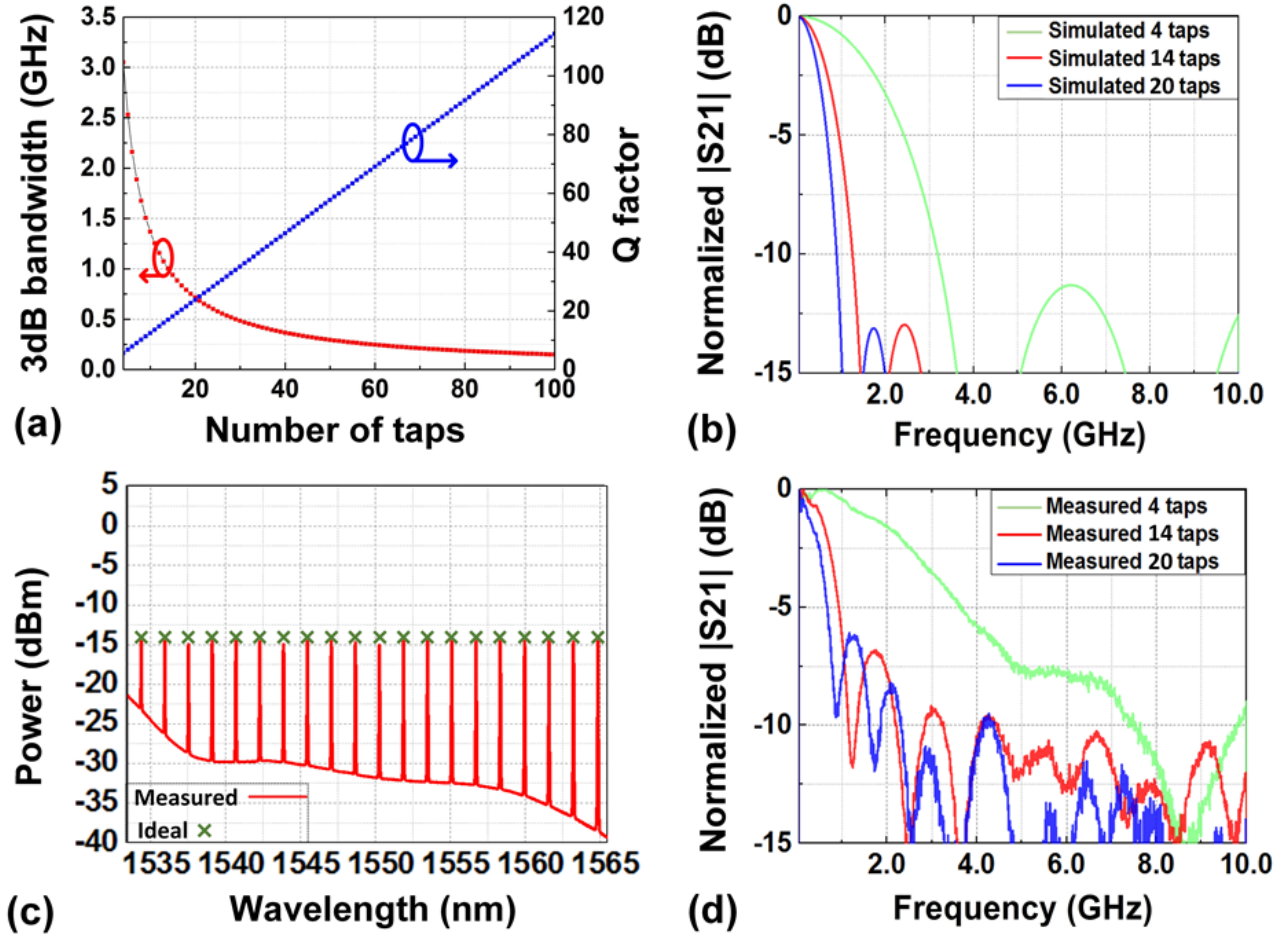 3dB bandwidth (GHz)
3.5
3.0
2.5
2.0
1.5
1.0
0.5
0.0
20
40
60
80
100
Number of taps
120
100
80
60
40
20
0
Q factor
(a)
Normalized |S21| (dB)
0
-5
-10
-15
Simulated 4 taps
Simulated 14 taps
Simulated 20 taps
2.0
4.0
6.0
8.0
10.0
Frequency (GHz)
(b)
Power (dBm)
5
0
-5
-10
-15
-20
-25
-30
-35
-40
Measured
Ideal
1535
1540
1545
1550
1555
1560
1565
Wavelength (nm)
(c)
Normalized |S21| (dB)
0
-5
-10
-15
Measured 4 taps
Measured 14 taps
Measured 20 taps
2.0
4.0
6.0
8.0
10.0
Frequency (GHz)
(d)